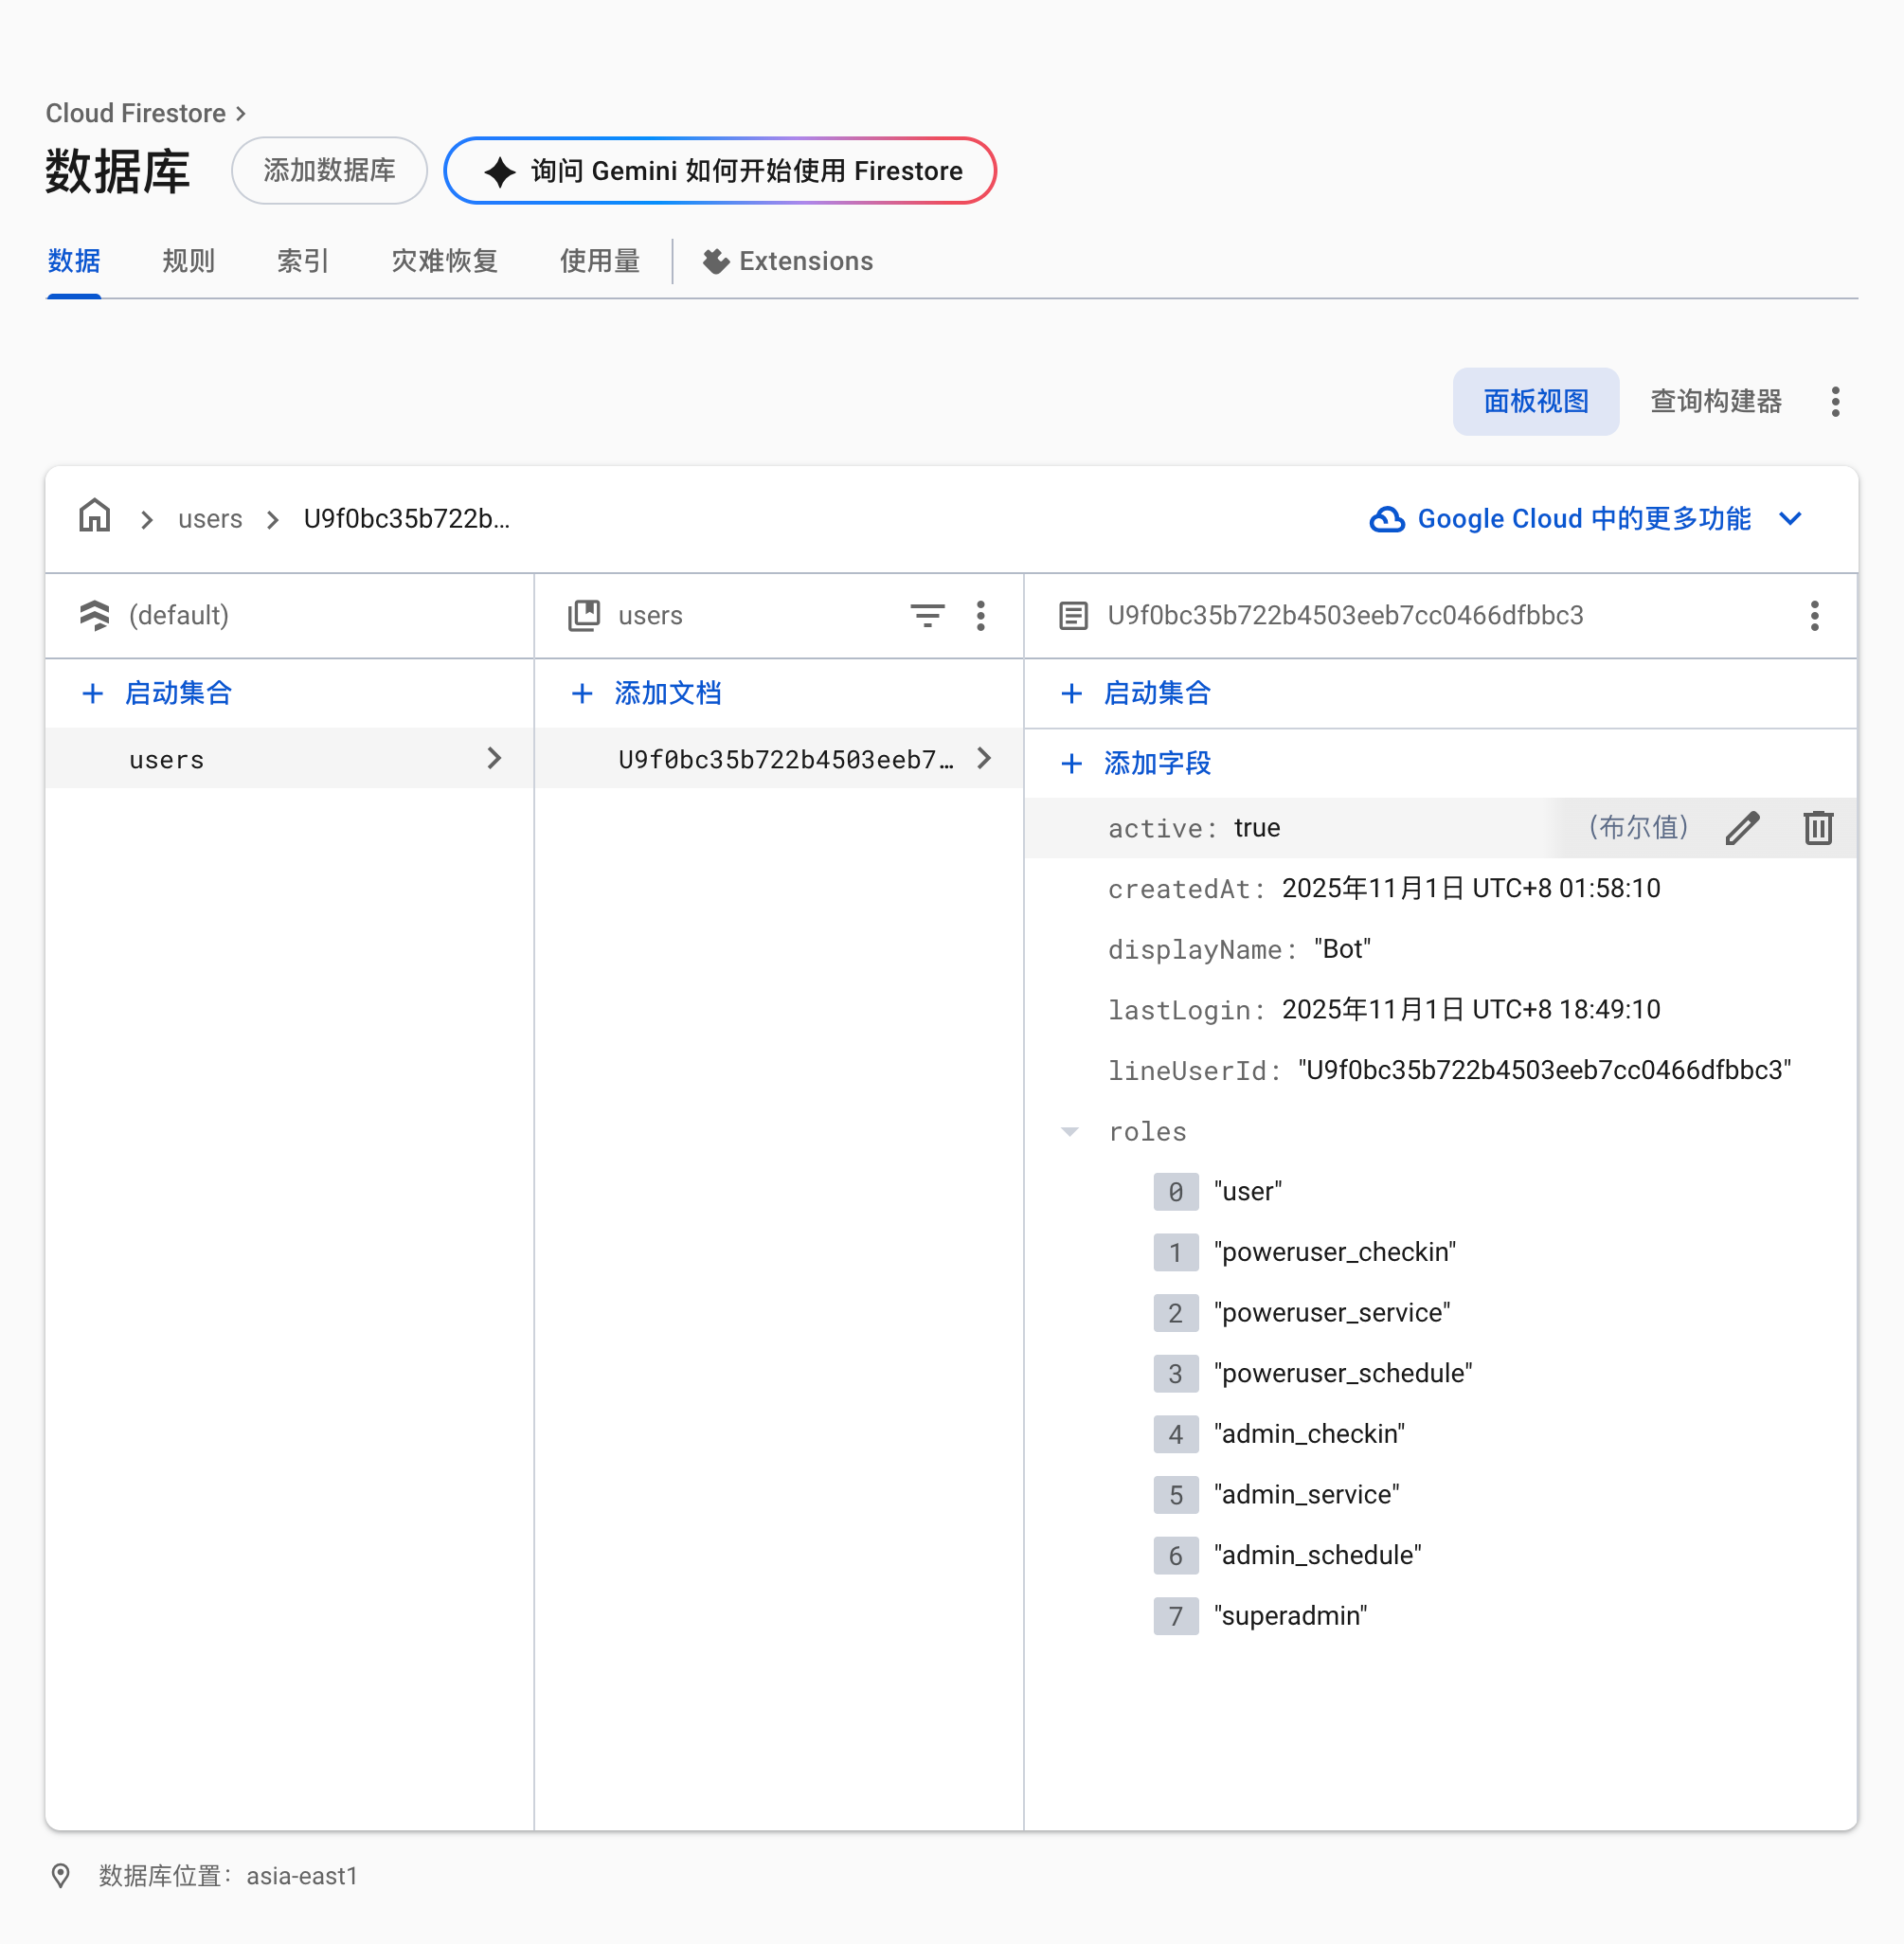 Cloud Firestore
数据库
添加数据库
询问 Gemini 如何开始使用 Firestore
数据
规则
索引
灾难恢复
使用量
Extensions
面板视图
查询构建器
users
U9f0bc35b722b...
Google Cloud 中的更多功能
(default)
users
U9f0bc35b722b4503eeb7cc0466dfbbc3
+ 启动集合
+ 添加文档
+ 启动集合
users
U9f0bc35b722b4503eeb7…
+ 添加字段
active: true
(布尔值)
createdAt: 2025年11月1日 UTC+8 01:58:10
displayName: "Bot"
lastLogin: 2025年11月1日 UTC+8 18:49:10
lineUserId: "U9f0bc35b722b4503eeb7cc0466dfbbc3"
roles
0 "user"
1 "poweruser_checkin"
2 "poweruser_service"
3 "poweruser_schedule"
4 "admin_checkin"
5 "admin_service"
6 "admin_schedule"
7 "superadmin"
数据库位置：asia-east1